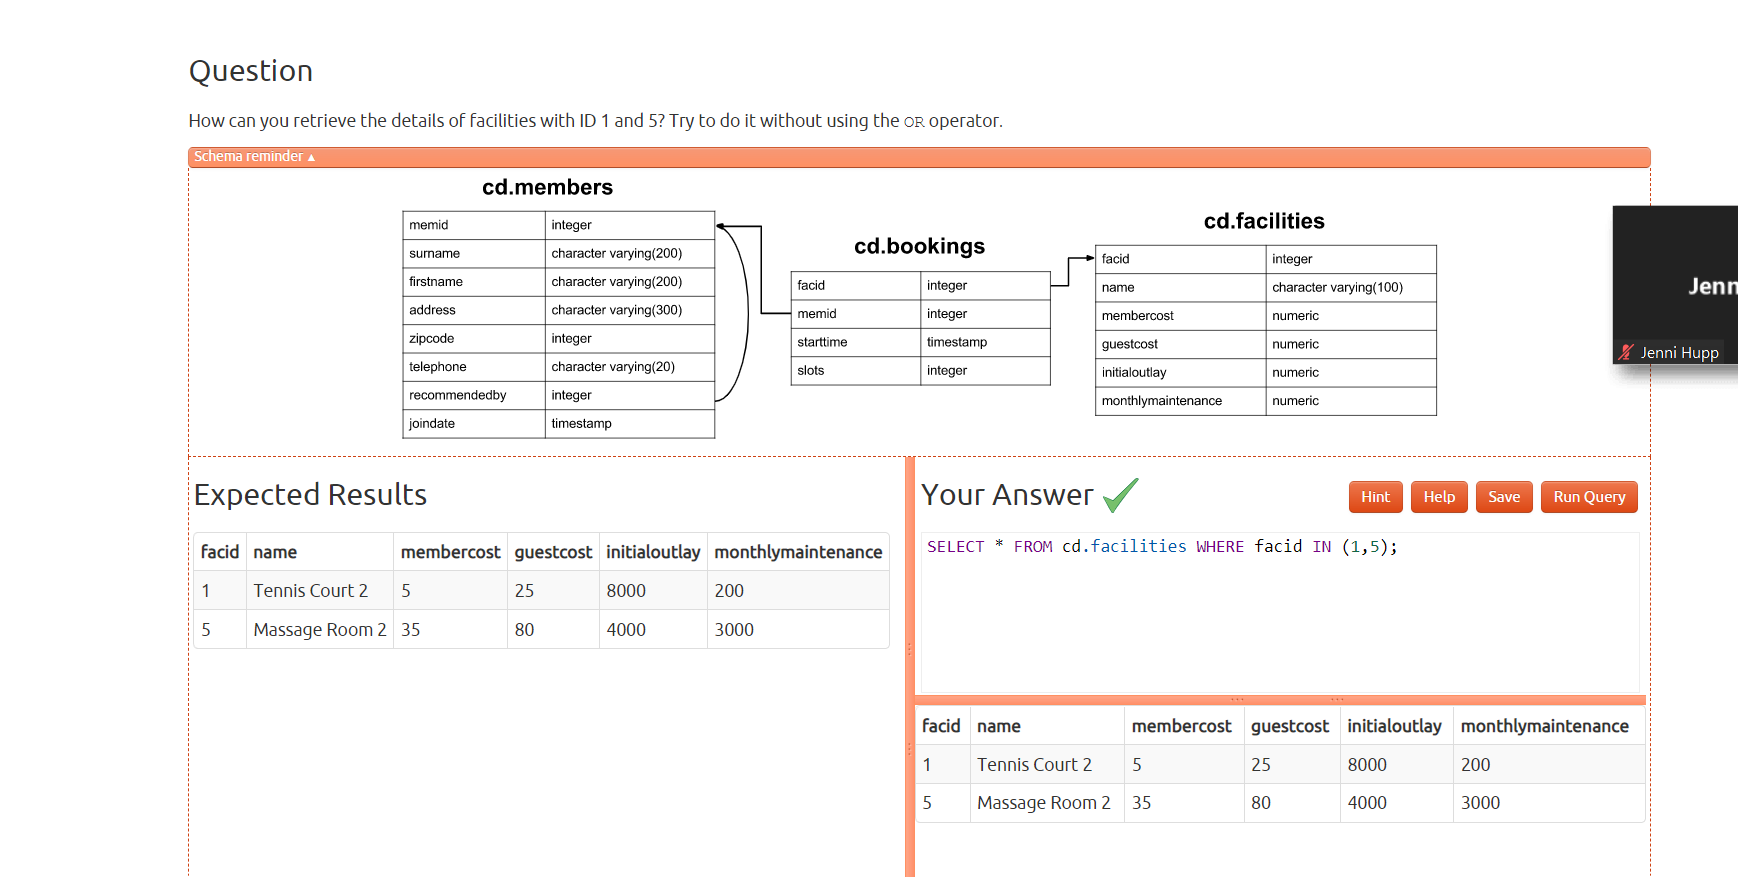 Question
How can you retrieve the details of facilities with ID 1 and 5? Try to do it without using the OR operator.
Schema reminder ▲
cd.members
memid integer
surname character varying(200)
firstname character varying(200)
address character varying(300)
zipcode integer
telephone character varying(20)
recommendedby integer
joindate timestamp
cd.bookings
facid integer
memid integer
starttime timestamp
slots integer
cd.facilities
facid integer
name character varying(100)
membercost numeric
guestcost numeric
initialoutlay numeric
monthlymaintenance numeric
Jenn
Jenni Hupp
Expected Results
facid name membercost guestcost initialoutlay monthlymaintenance
1 Tennis Court 2 5 25 8000 200
5 Massage Room 2 35 80 4000 3000
Your Answer
Hint Help Save Run Query
SELECT * FROM cd.facilities WHERE facid IN (1,5);
facid name membercost guestcost initialoutlay monthlymaintenance
1 Tennis Court 2 5 25 8000 200
5 Massage Room 2 35 80 4000 3000